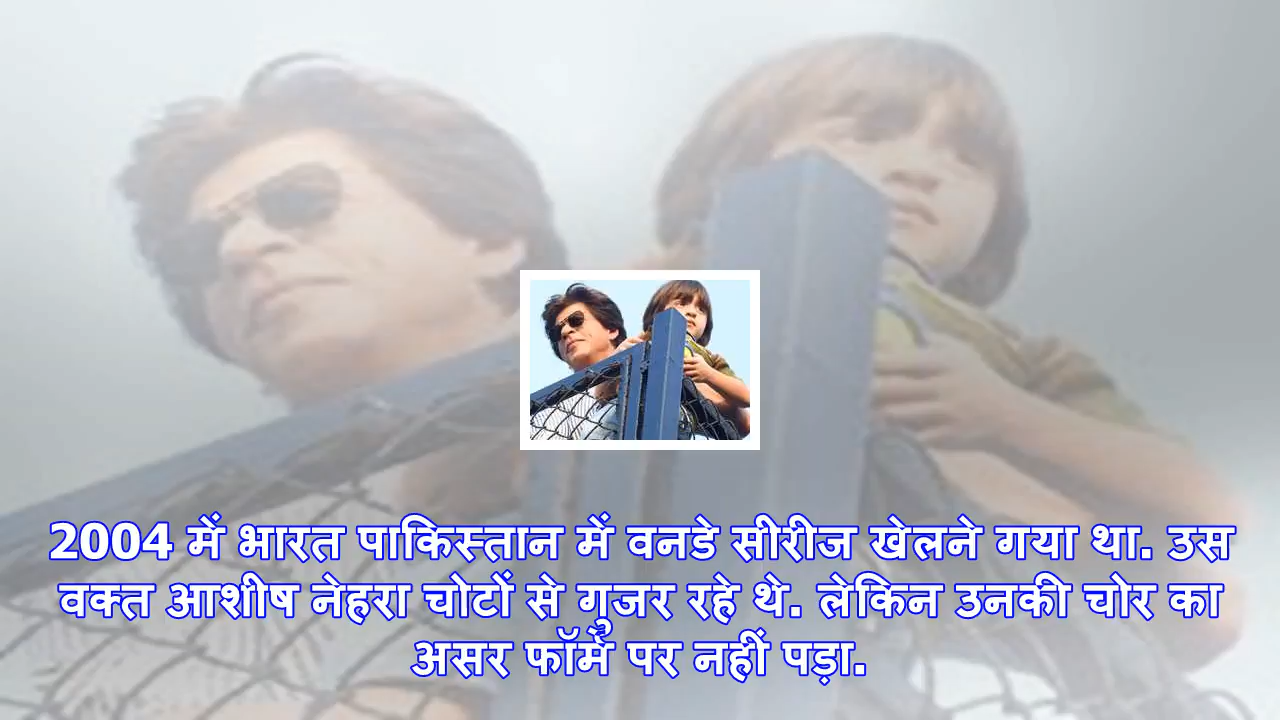 2004 में भारत पाकिस्तान में वनडे सीरीज खेलने गया था. उस
वक्त आशीष नेहरा चोटों से गुजर रहे थे. लेकिन उनकी चोर का
असर फॉर्म पर नहीं पड़ा.